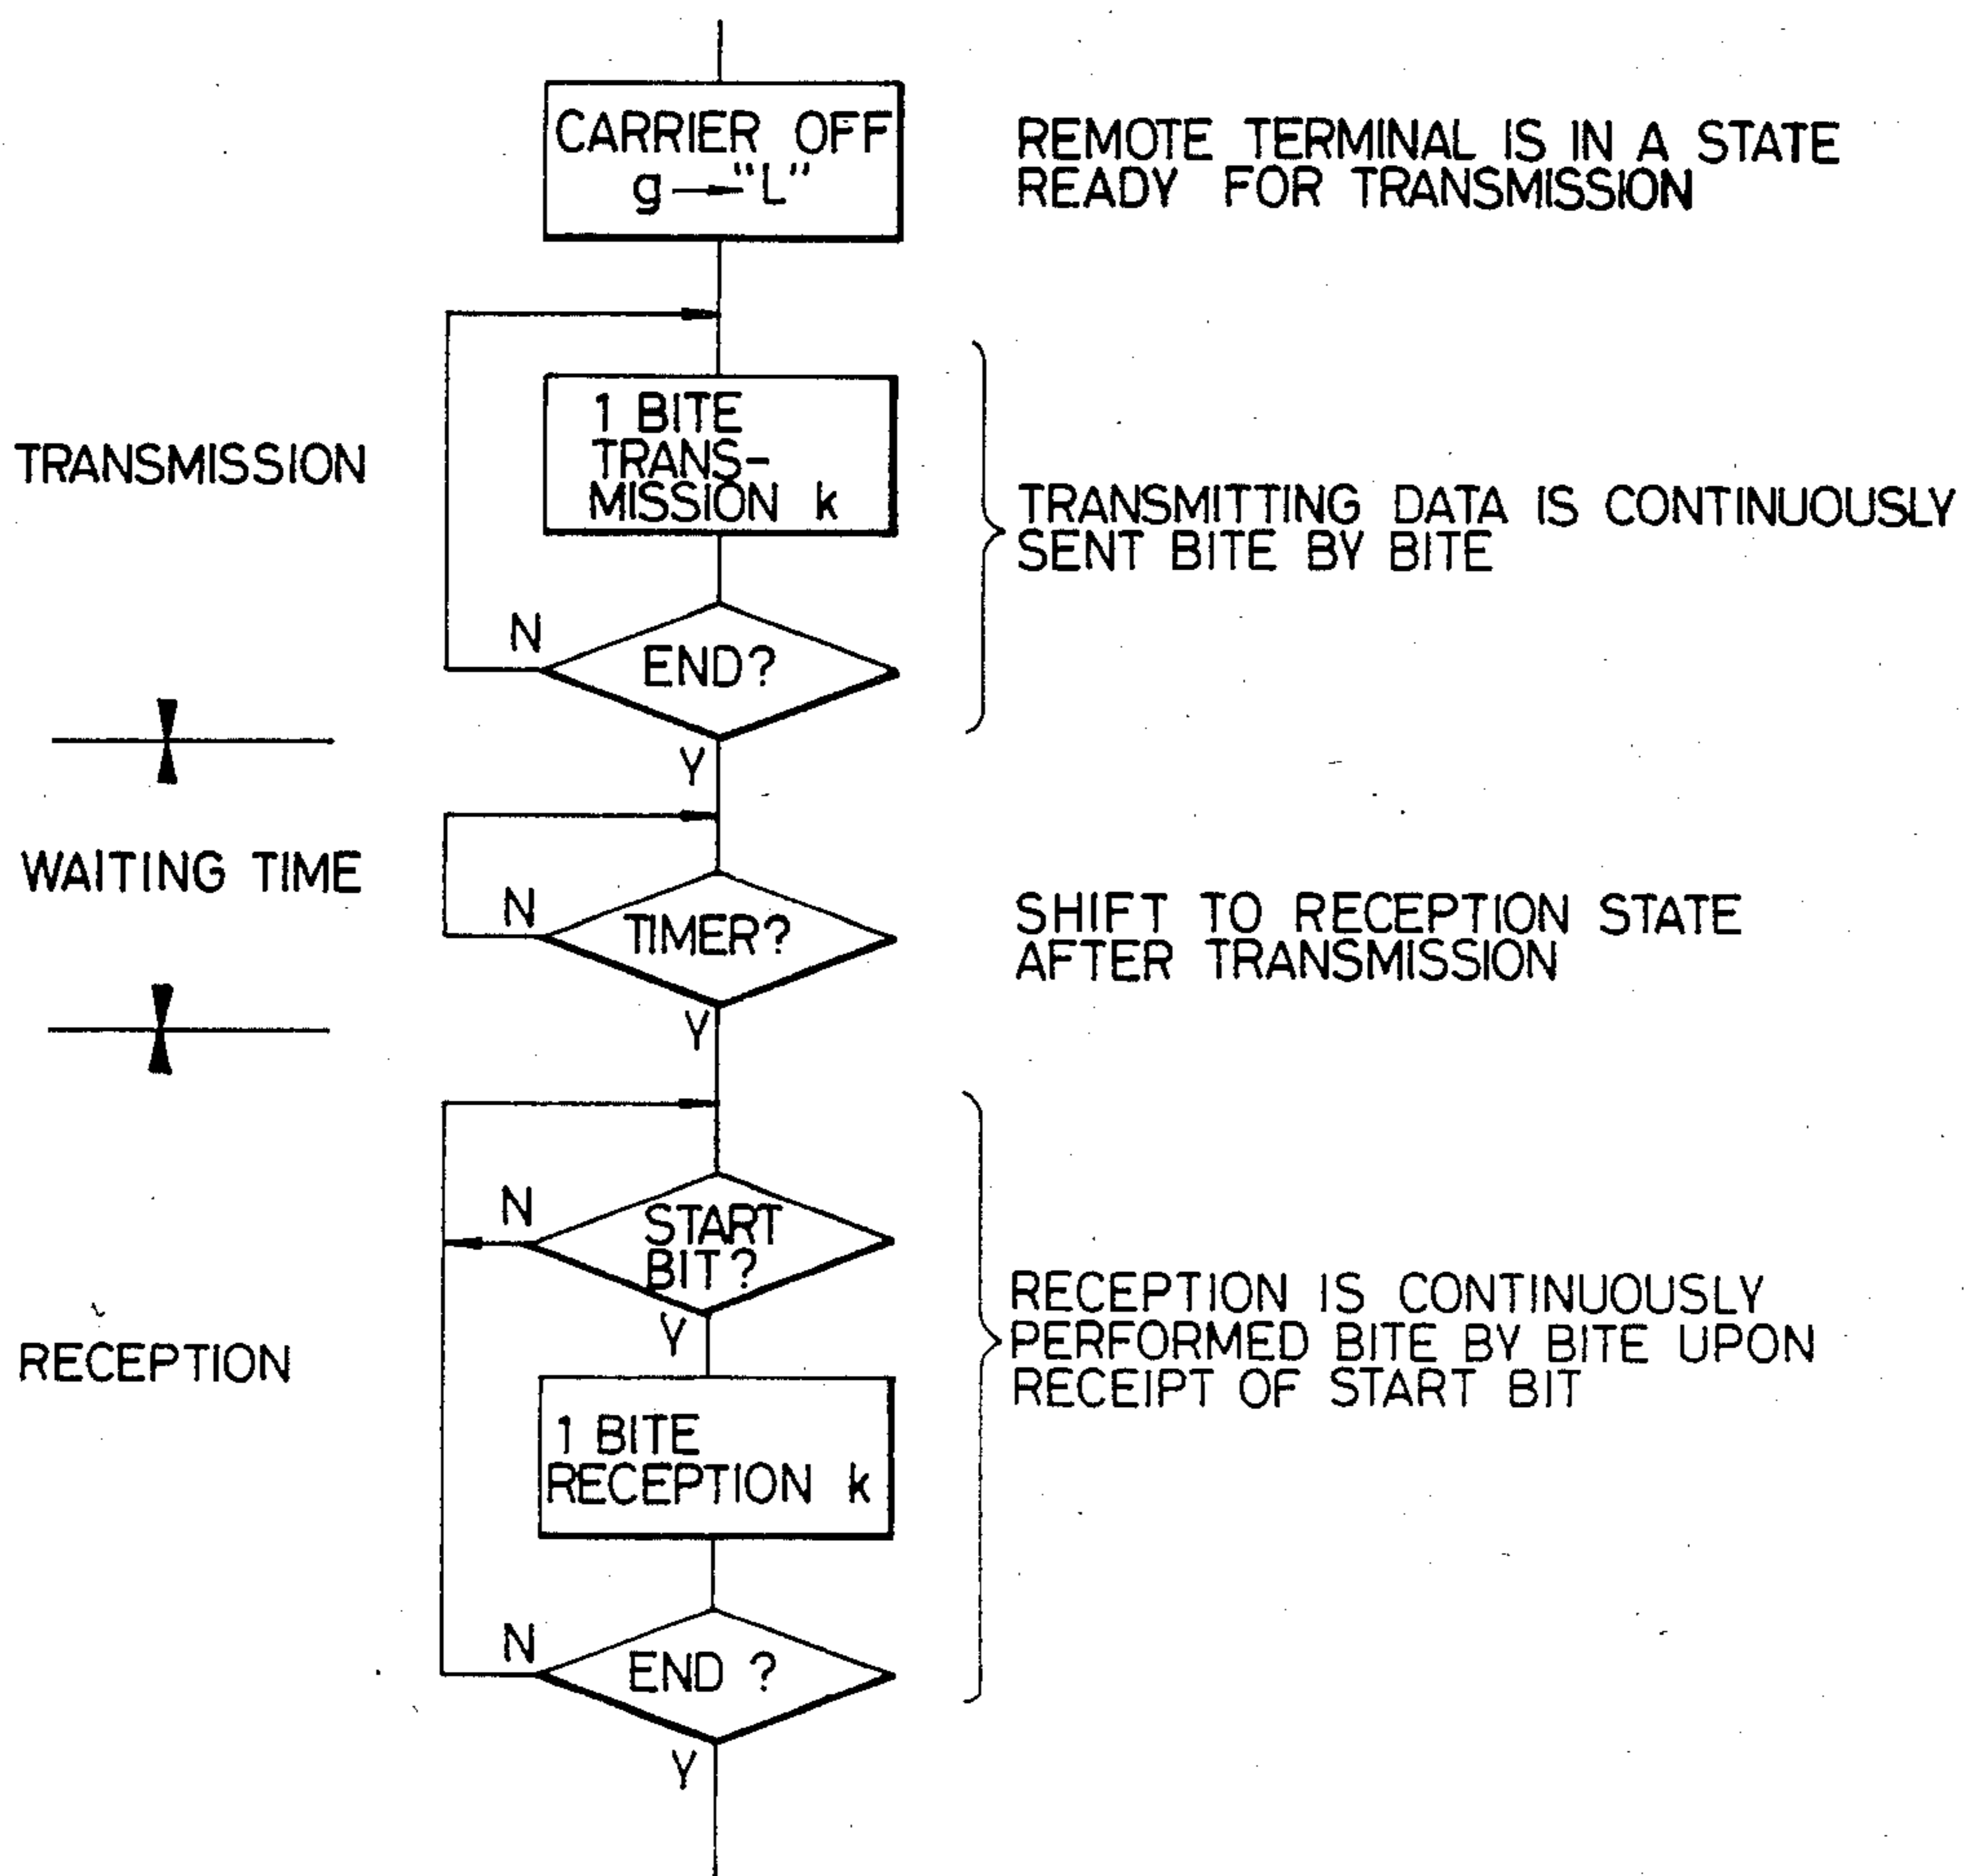 CARRIER OFF
g → "L"
REMOTE TERMINAL IS IN A STATE
READY FOR TRANSMISSION
TRANSMISSION
1 BITE
TRANS-
MISSION k
TRANSMITTING DATA IS CONTINUOUSLY
SENT BITE BY BITE
N
END?
Y
WAITING TIME
N
TIMER?
Y
SHIFT TO RECEPTION STATE
AFTER TRANSMISSION
RECEPTION
N
START
BIT?
Y
1 BITE
RECEPTION k
RECEPTION IS CONTINUOUSLY
PERFORMED BITE BY BITE UPON
RECEIPT OF START BIT
N
END ?
Y